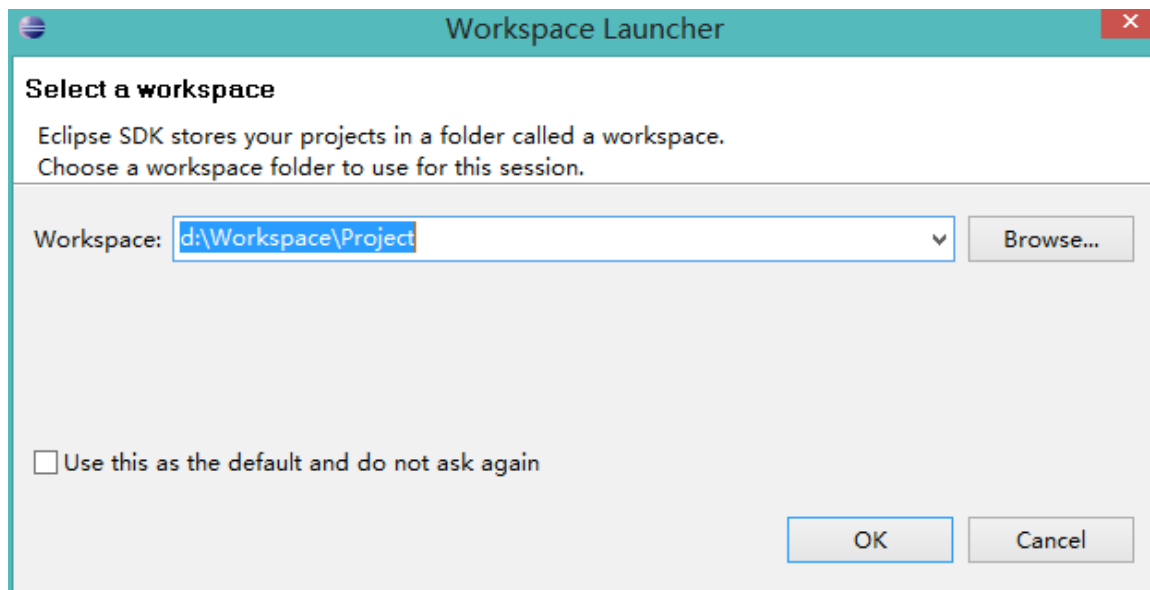 Workspace Launcher
Select a workspace
Eclipse SDK stores your projects in a folder called a workspace.
Choose a workspace folder to use for this session.
Workspace: d:\Workspace\Project Browse...
Use this as the default and do not ask again
OK Cancel